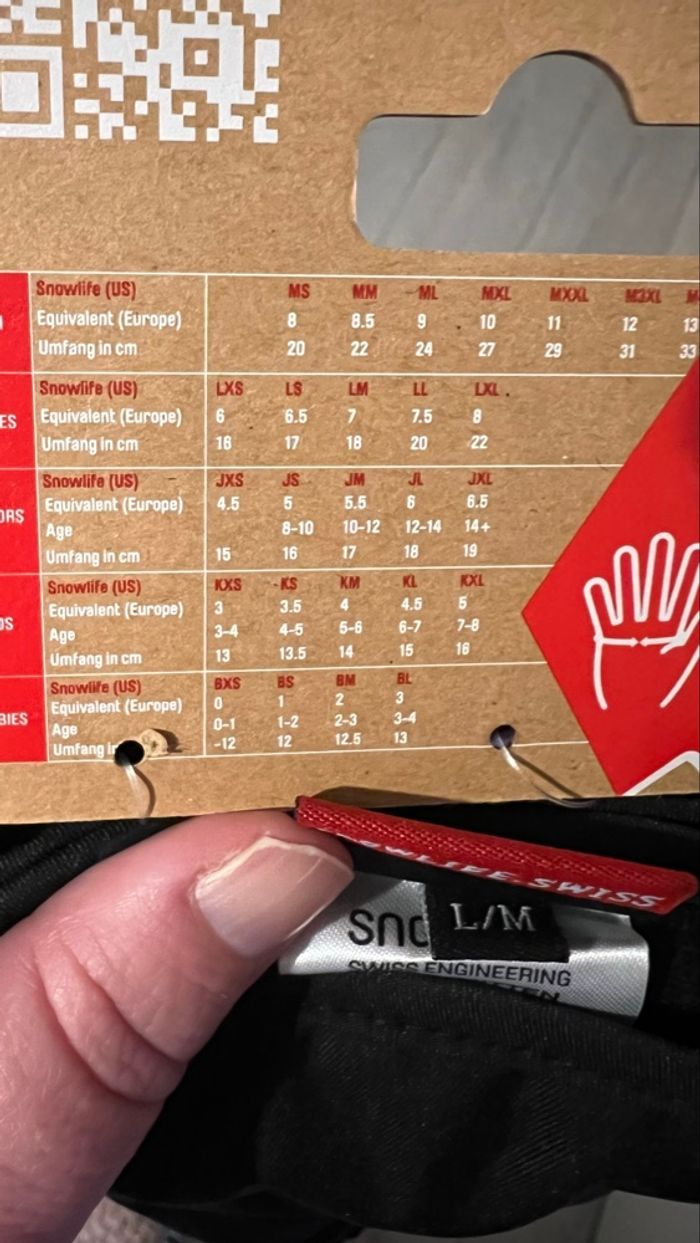 Snowlife (US) MS MM ML MXL MXXL M3XL
Equivalent (Europe) 8 8.5 9 10 11 12 13
Umfang in cm 20 22 24 27 29 31 33
Snowlife (US) LXS LS LM LL LXL
Equivalent (Europe) 6 6.5 7 7.5 8
Umfang in cm 16 17 18 20 22
Snowlife (US) JXS JS JM JL JXL
Equivalent (Europe) 4.5 5 5.5 6 6.5
Age 8-10 10-12 12-14 14+
Umfang in cm 15 16 17 18 19
Snowlife (US) KXS KS KM KL KXL
Equivalent (Europe) 3 3.5 4 4.5 5
Age 3-4 4-5 5-6 6-7 7-8
Umfang in cm 13 13.5 14 15 16
Snowlife (US) BXS BS BM BL
Equivalent (Europe) 0 1 2 3
Age 0-1 1-2 2-3 3-4
Umfang in -12 12 12.5 13
SWISS
L/M
SWISS ENGINEERING